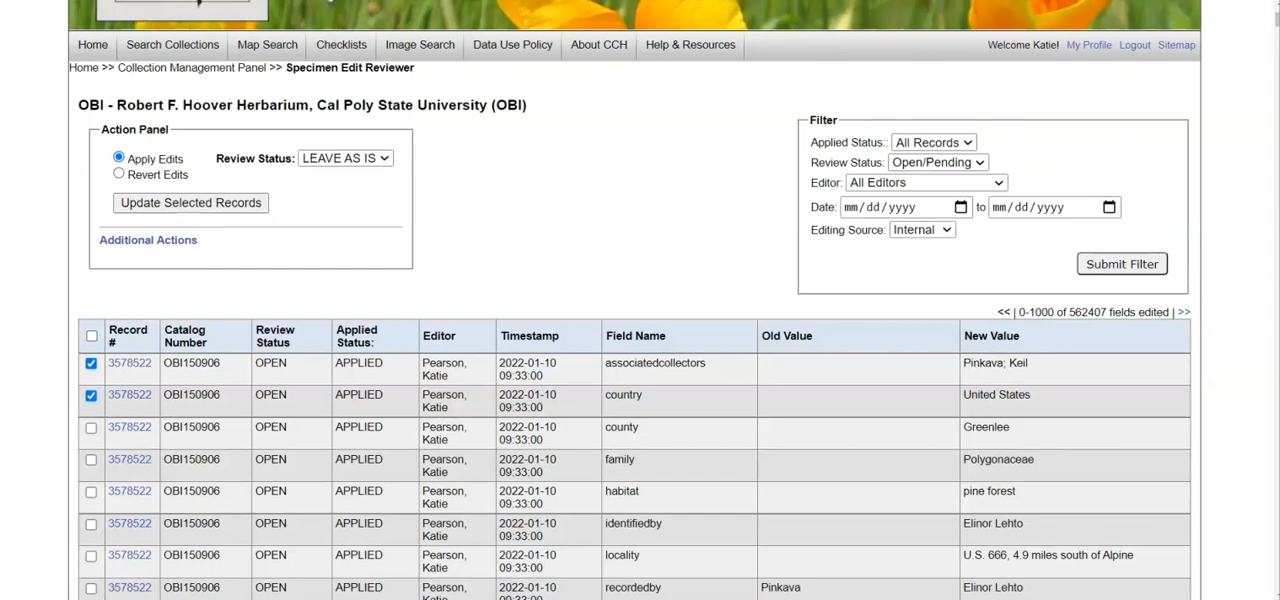 Home Search Collections Map Search Checklists Image Search Data Use Policy About CCH Help & Resources Welcome Katie! My Profile Logout Sitemap
Home >> Collection Management Panel >> Specimen Edit Reviewer
OBI - Robert F. Hoover Herbarium, Cal Poly State University (OBI)
Action Panel
Apply Edits Review Status: LEAVE AS IS
Revert Edits
Update Selected Records
Additional Actions
Filter
Applied Status:: All Records
Review Status: Open/Pending
Editor: All Editors
Date: mm/dd/yyyy to mm/dd/yyyy
Editing Source: Internal
Submit Filter
<< | 0-1000 of 562407 fields edited | >>
Record # Catalog Number Review Status Applied Status: Editor Timestamp Field Name Old Value New Value
3578522 OBI150906 OPEN APPLIED Pearson, Katie 2022-01-10 09:33:00 associatedcollectors Pinkava; Keil
3578522 OBI150906 OPEN APPLIED Pearson, Katie 2022-01-10 09:33:00 country United States
3578522 OBI150906 OPEN APPLIED Pearson, Katie 2022-01-10 09:33:00 county Greenlee
3578522 OBI150906 OPEN APPLIED Pearson, Katie 2022-01-10 09:33:00 family Polygonaceae
3578522 OBI150906 OPEN APPLIED Pearson, Katie 2022-01-10 09:33:00 habitat pine forest
3578522 OBI150906 OPEN APPLIED Pearson, Katie 2022-01-10 09:33:00 identifiedby Elinor Lehto
3578522 OBI150906 OPEN APPLIED Pearson, Katie 2022-01-10 09:33:00 locality U.S. 666, 4.9 miles south of Alpine
3578522 OBI150906 OPEN APPLIED Pearson, Katie 2022-01-10 09:33:00 recordedby Pinkava Elinor Lehto